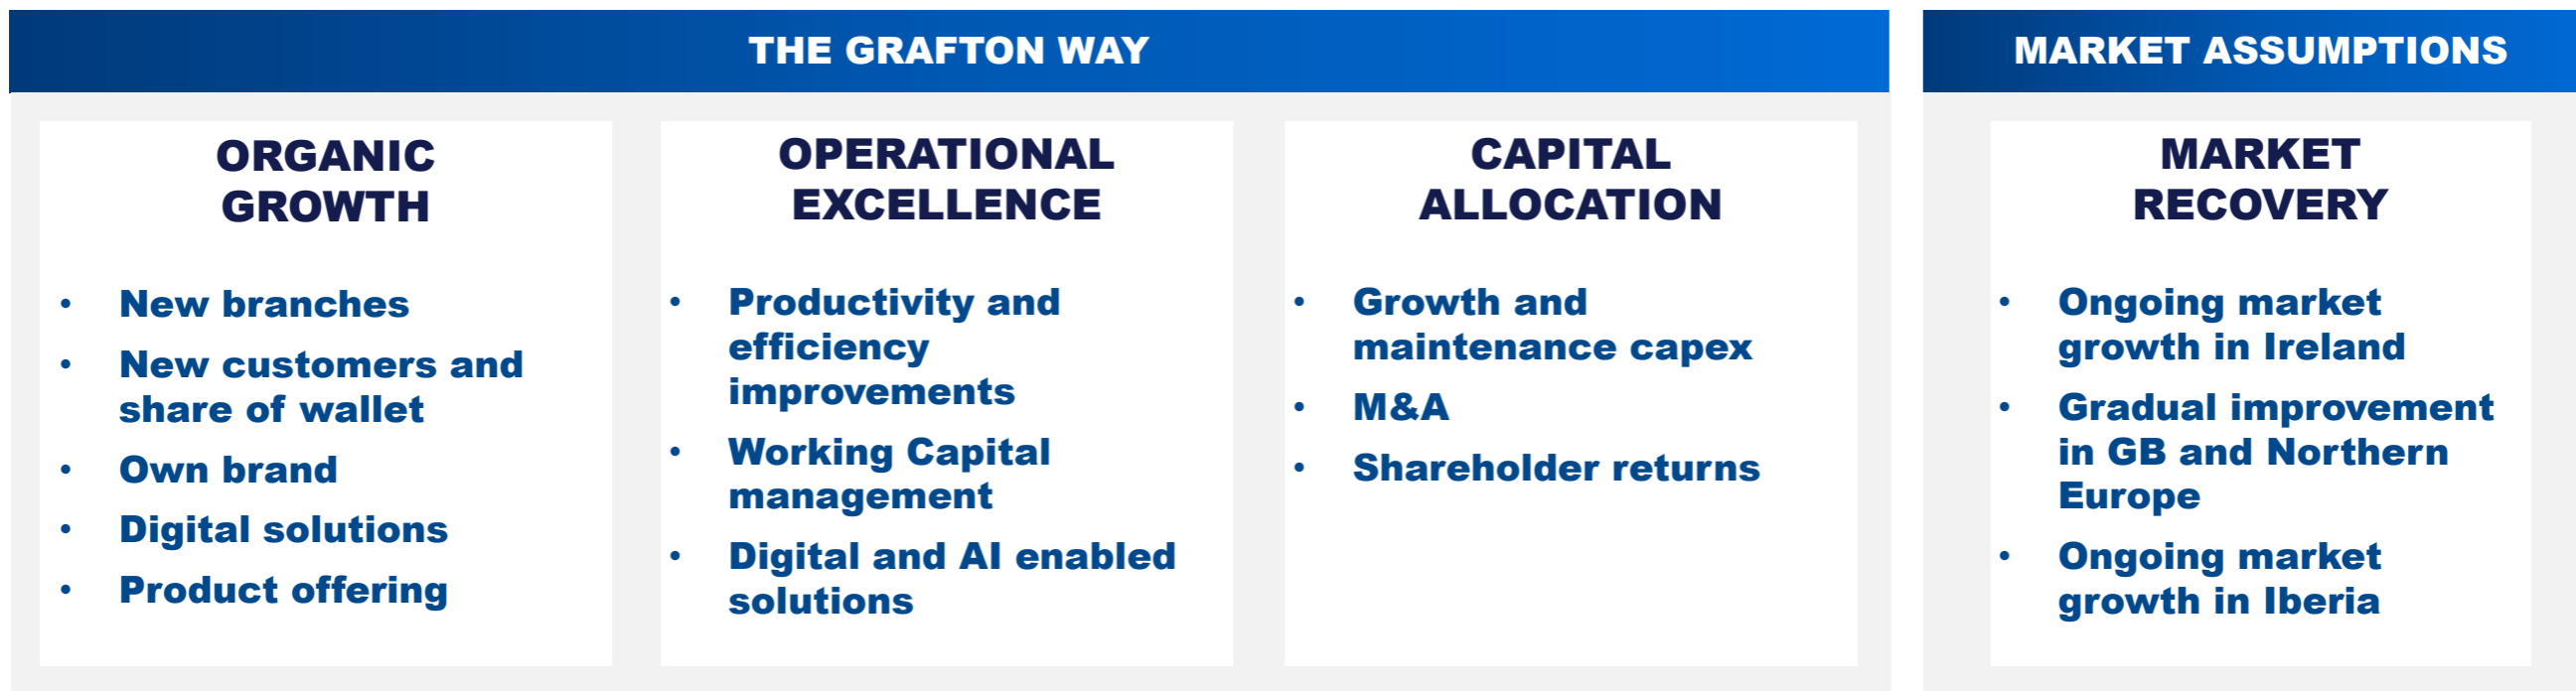 THE GRAFTON WAY
ORGANIC
GROWTH
• New branches
• New customers and
share of wallet
• Own brand
• Digital solutions
• Product offering
OPERATIONAL
EXCELLENCE
• Productivity and
efficiency
improvements
• Working Capital
management
• Digital and AI enabled
solutions
CAPITAL
ALLOCATION
• Growth and
maintenance capex
• M&A
• Shareholder returns
MARKET ASSUMPTIONS
MARKET
RECOVERY
• Ongoing market
growth in Ireland
• Gradual improvement
in GB and Northern
Europe
• Ongoing market
growth in Iberia